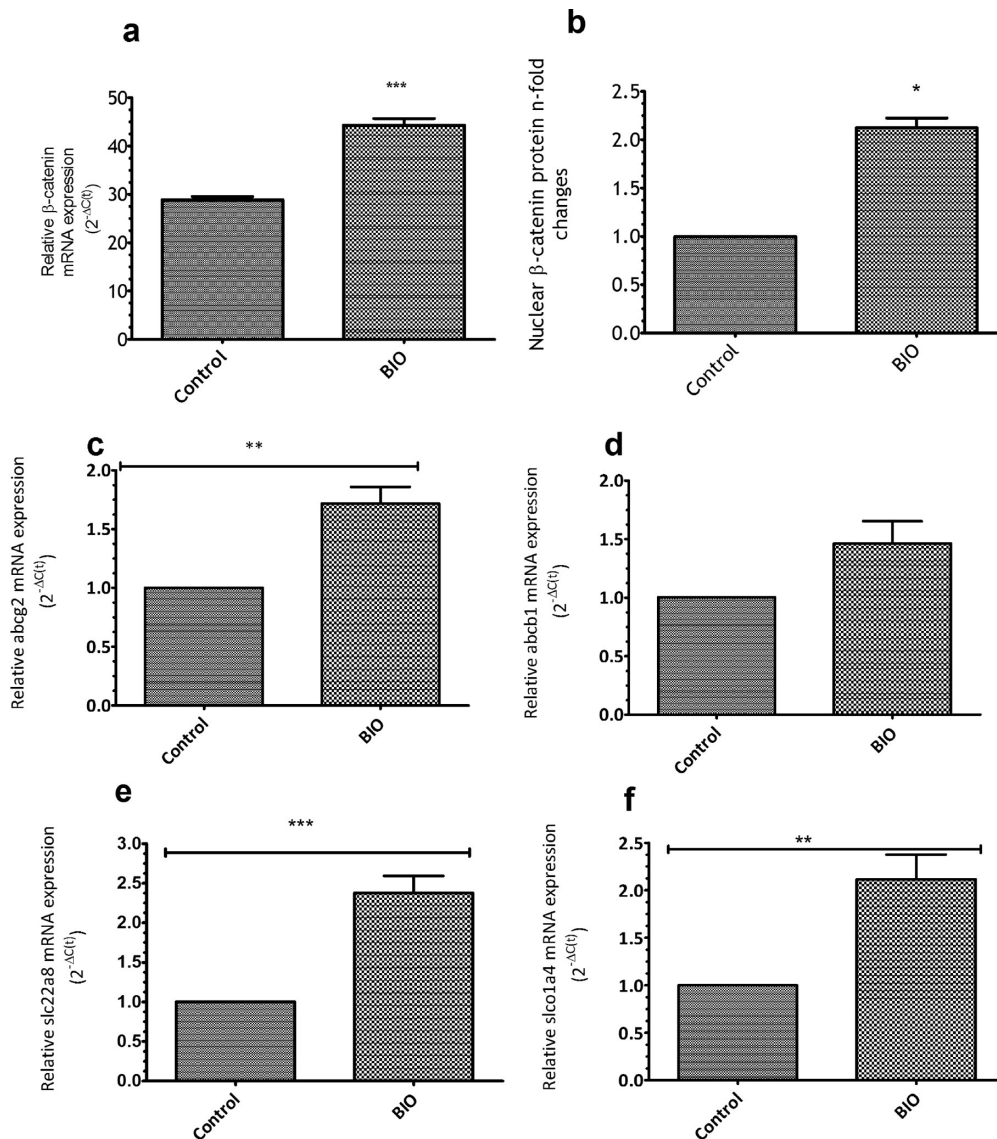 a
Relative β-catenin
mRNA expression
(2^-ΔC(t))
***
50
40
30
20
10
0
Control
BIO
b
Nuclear β-catenin protein n-fold
changes
*
2.5
2.0
1.5
1.0
0.5
0.0
Control
BIO
c
Relative abcg2 mRNA expression
(2^-ΔC(t))
**
2.0
1.5
1.0
0.5
0.0
Control
BIO
d
Relative abcb1 mRNA expression
(2^-ΔC(t))
2.0
1.5
1.0
0.5
0.0
Control
BIO
e
Relative slc22a8 mRNA expression
(2^-ΔC(t))
***
3.0
2.5
2.0
1.5
1.0
0.5
0.0
Control
BIO
f
Relative slco1a4 mRNA expression
(2^-ΔC(t))
**
2.5
2.0
1.5
1.0
0.5
0.0
Control
BIO